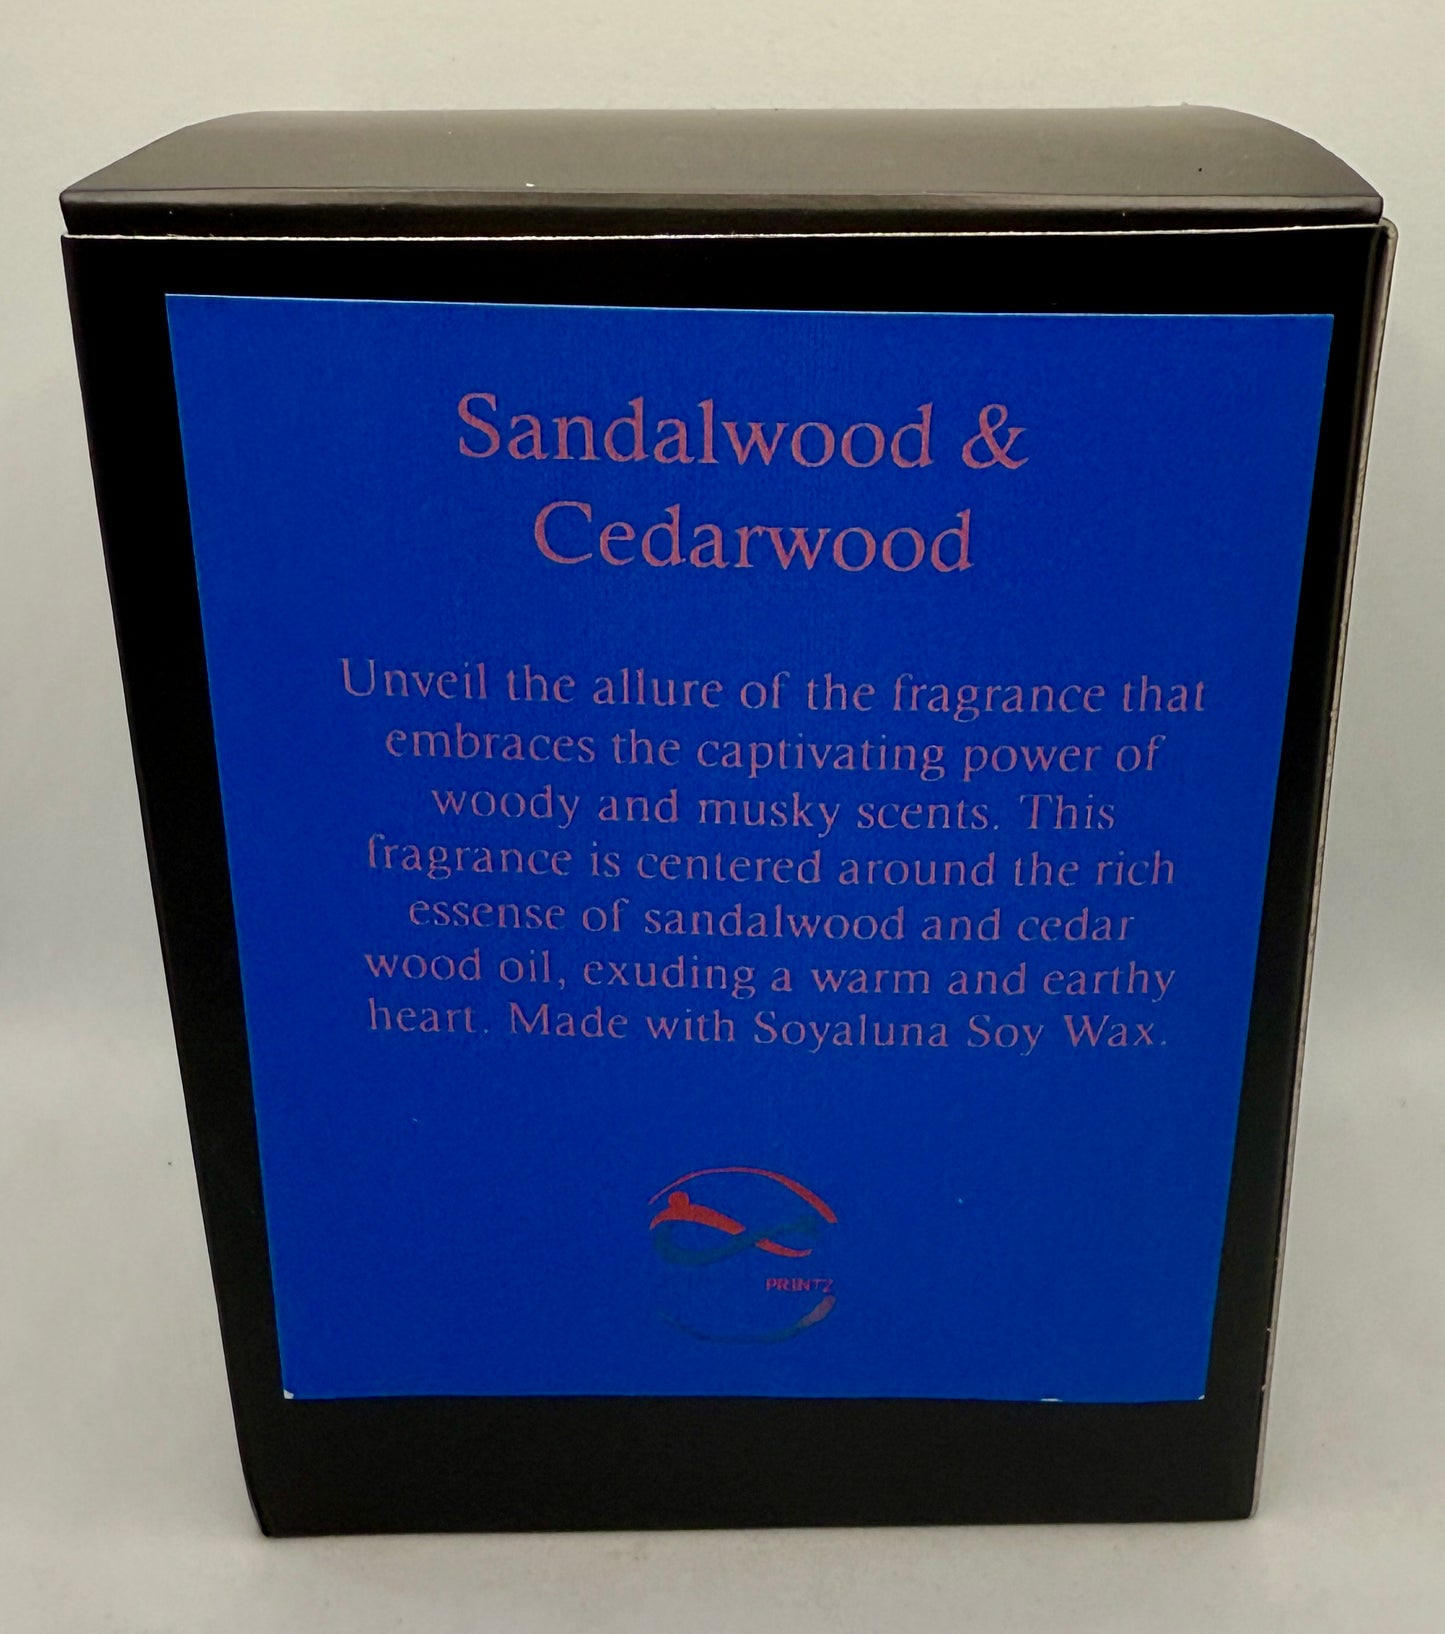 Sandalwood &
Cedarwood
Unveil the allure of the fragrance that
embraces the captivating power of
woody and musky scents. This
fragrance is centered around the rich
essense of sandalwood and cedar
wood oil, exuding a warm and earthy
heart. Made with Soyaluna Soy Wax.
PRINTZ